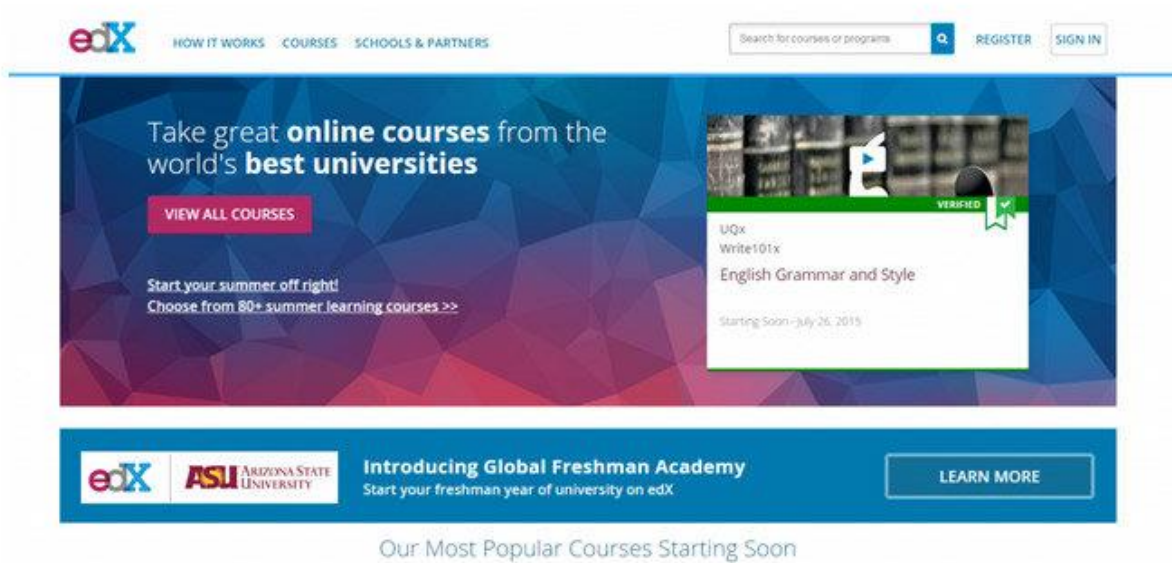 edX
HOW IT WORKS COURSES SCHOOLS & PARTNERS
Search for courses or programs
REGISTER
SIGN IN
Take great online courses from the
world's best universities
VIEW ALL COURSES
Start your summer off right!
Choose from 80+ summer learning courses >>
VERIFIED
UQx
Write101x
English Grammar and Style
Starting Soon - July 26, 2015
edX
ASU ARIZONA STATE
UNIVERSITY
Introducing Global Freshman Academy
Start your freshman year of university on edX
LEARN MORE
Our Most Popular Courses Starting Soon